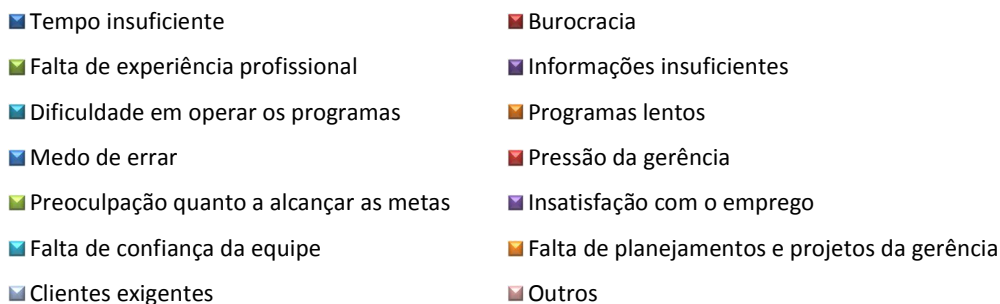 Tempo insuficiente
Burocracia
Falta de experiência profissional
Informações insuficientes
Dificuldade em operar os programas
Programas lentos
Medo de errar
Pressão da gerência
Preoculpação quanto a alcançar as metas
Insatisfação com o emprego
Falta de confiança da equipe
Falta de planejamentos e projetos da gerência
Clientes exigentes
Outros